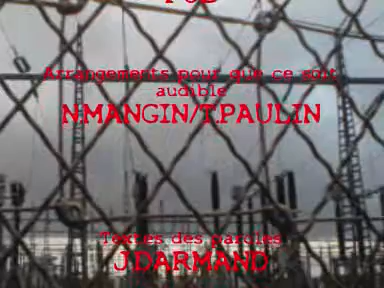 Arrangements pour que ce soit
audible
N.MANGIN/T.PAULIN
Textes des paroles
J.DARMAND